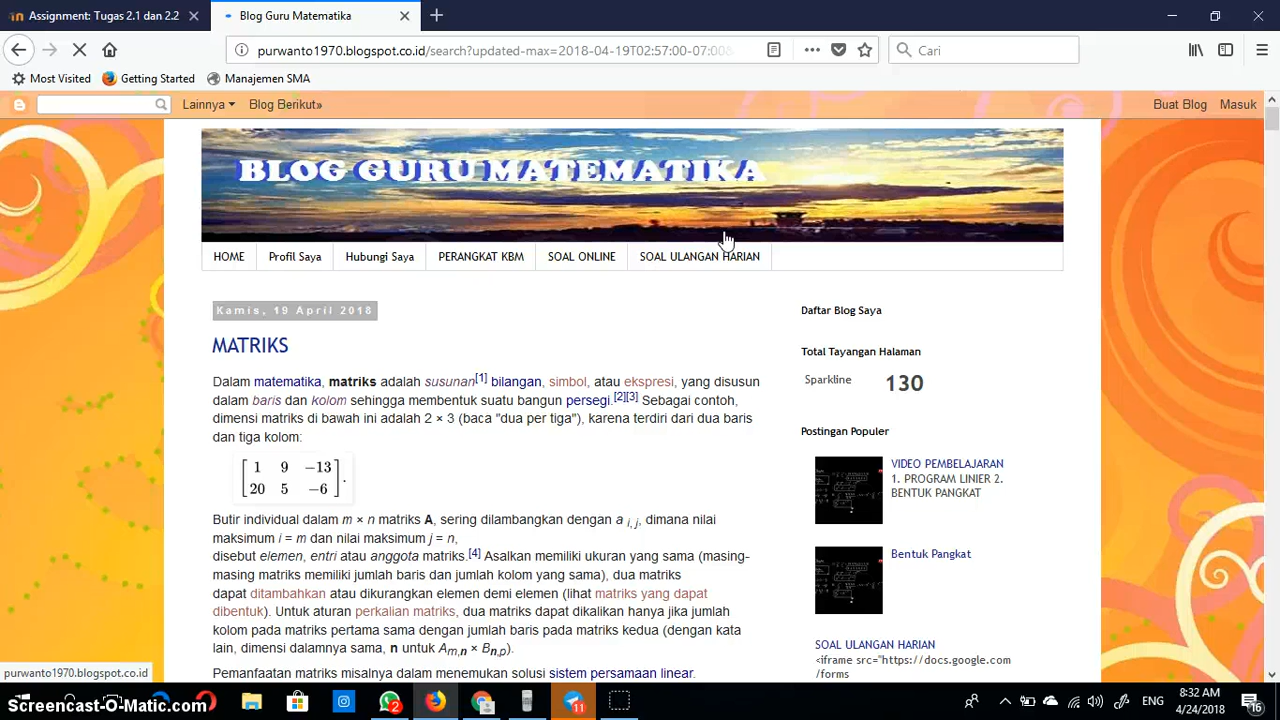 Assignment: Tugas 2.1 dan 2.2
Blog Guru Matematika
purwanto1970.blogspot.co.id/search?updated-max=2018-04-19T02:57:00-07:00&
Cari
Most Visited
Getting Started
Manajemen SMA
Lainnya
Blog Berikut»
Buat Blog
Masuk
BLOG GURU MATEMATIKA
HOME
Profil Saya
Hubungi Saya
PERANGKAT KBM
SOAL ONLINE
SOAL ULANGAN HARIAN
Kamis, 19 April 2018
MATRIKS
Dalam matematika, matriks adalah susunan[1] bilangan, simbol, atau ekspresi, yang disusun
dalam baris dan kolom sehingga membentuk suatu bangun persegi.[2][3] Sebagai contoh,
dimensi matriks di bawah ini adalah 2 × 3 (baca "dua per tiga"), karena terdiri dari dua baris
dan tiga kolom:
1 9 −13
20 5 −6
Butir individual dalam m × n matriks A, sering dilambangkan dengan a i, j, dimana nilai
maksimum i = m dan nilai maksimum j = n,
disebut elemen, entri atau anggota matriks.[4] Asalkan memiliki ukuran yang sama (masing-
masing matriks memiliki jumlah baris dan jumlah kolom yang sama), dua matriks
dapat ditambahkan atau dikurangkan elemen demi elemen (lihat matriks yang dapat
ditentuk). Untuk aturan perkalian matriks, dua matriks dapat dikalikan hanya jika jumlah
kolom pada matriks pertama sama dengan jumlah baris pada matriks kedua (dengan kata
lain, dimensi dalamnya sama, n untuk Am,n × Bn,p).
Pemanfaatan matriks misalnya dalam menemukan solusi sistem persamaan linear.
Daftar Blog Saya
Total Tayangan Halaman
Sparkline 130
Postingan Populer
VIDEO PEMBELAJARAN
1. PROGRAM LINIER 2.
BENTUK PANGKAT
Bentuk Pangkat
SOAL ULANGAN HARIAN
<iframe src="https://docs.google.com
/forms
purwanto1970.blogspot.co.id
Screencast-O-Matic.com
2
11
ENG
8:32 AM
4/24/2018
16